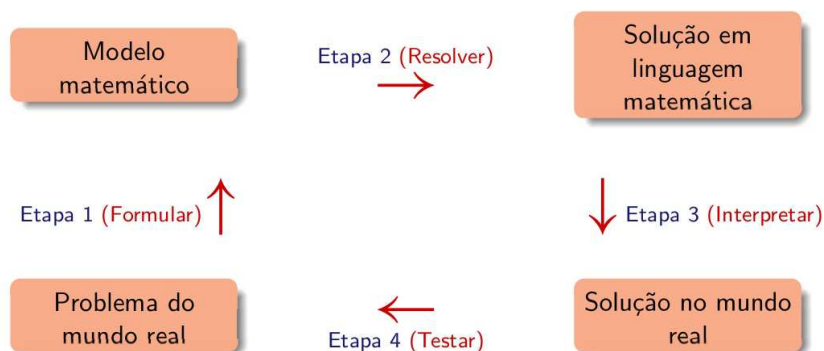 Modelo
matemático
Etapa 2 (Resolver)
Solução em
linguagem
matemática
Etapa 1 (Formular)
Etapa 3 (Interpretar)
Problema do
mundo real
Etapa 4 (Testar)
Solução no mundo
real